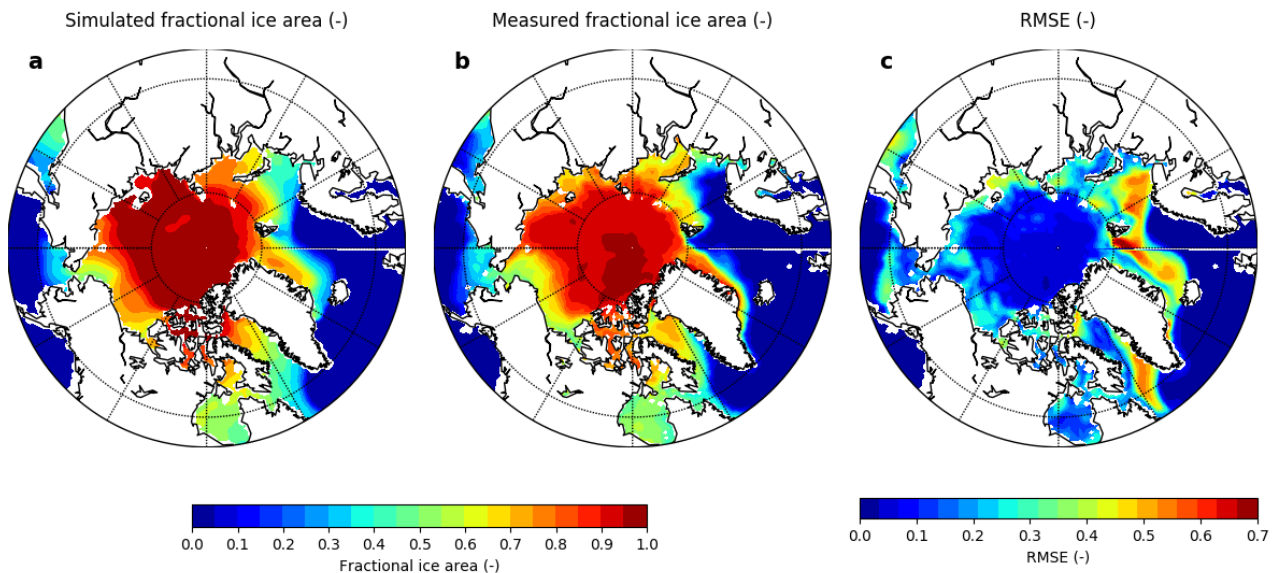 Simulated fractional ice area (-)
Measured fractional ice area (-)
RMSE (-)
a
b
c
0.0 0.1 0.2 0.3 0.4 0.5 0.6 0.7 0.8 0.9 1.0
Fractional ice area (-)
0.0 0.1 0.2 0.3 0.4 0.5 0.6 0.7
RMSE (-)